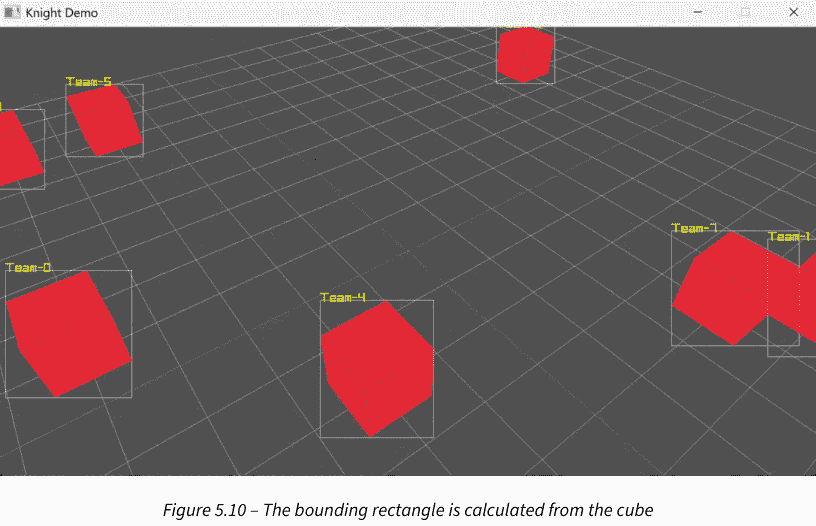 Knight Demo
Team-5
Team-7
Team-1
Team-0
Team-4
Figure 5.10 – The bounding rectangle is calculated from the cube